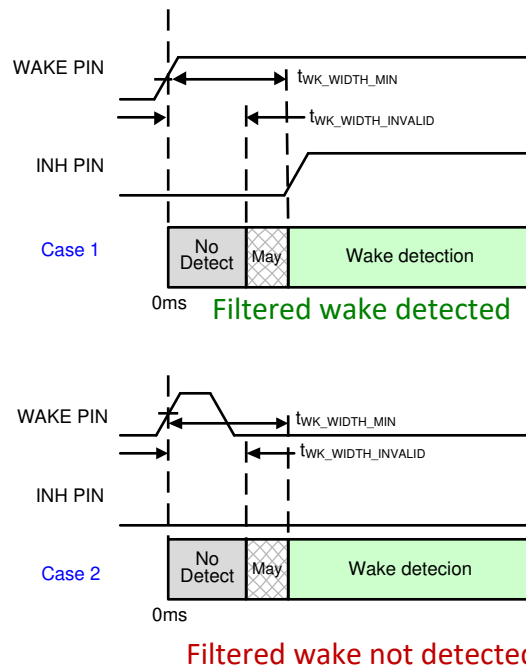 WAKE PIN
tWK_WIDTH_MIN
tWK_WIDTH_INVALID
INH PIN
Case 1
No
Detect
May
Wake detection
0ms
Filtered wake detected
WAKE PIN
tWK_WIDTH_MIN
tWK_WIDTH_INVALID
INH PIN
Case 2
No
Detect
May
Wake detecion
0ms
Filtered wake not detected